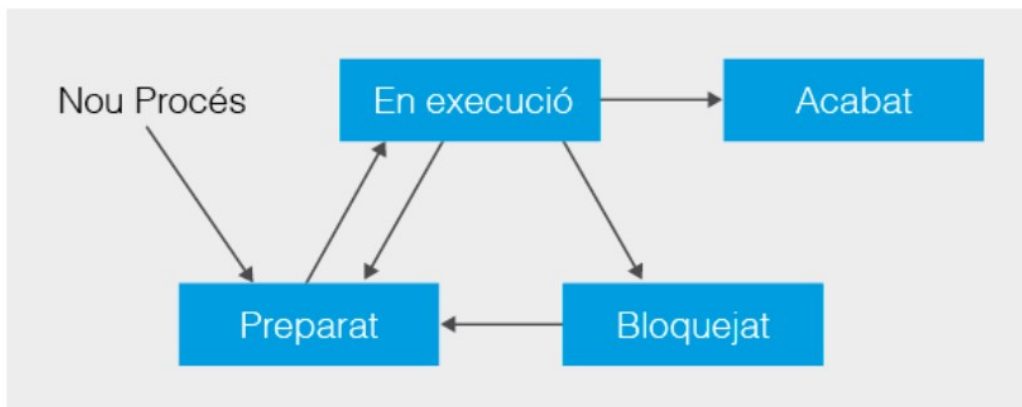 Nou Procés
En execució
Acabat
Preparat
Bloquejat